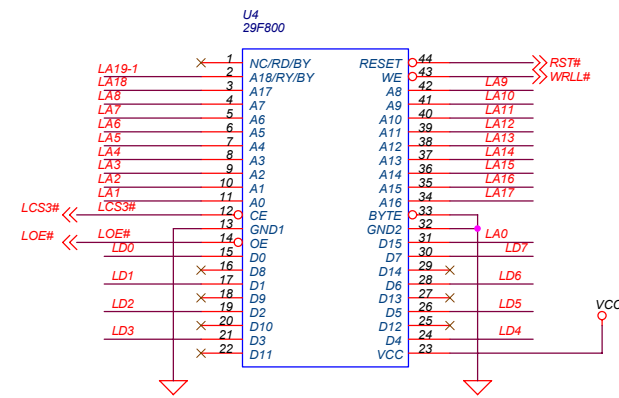 U4
29F800
1 NC/RD/BY RESET 44 RST#
LA19-1 2 A18/RY/BY WE 43 WRLL#
LA18 3 A17 A8 42 LA9
LA8 4 A7 A9 41 LA10
LA7 5 A6 A10 40 LA11
LA6 6 A5 A11 39 LA12
LA5 7 A4 A12 38 LA13
LA4 8 A3 A13 37 LA14
LA3 9 A2 A14 36 LA15
LA2 10 A1 A15 35 LA16
LA1 11 A0 A16 34 LA17
LCS3# LCS3# 12 CE BYTE 33
13 GND1 GND2 32
LOE# LOE# 14 OE D15 31 LA0
LD0 15 D0 D7 30 LD7
16 D8 D14 29
LD1 17 D1 D6 28 LD6
18 D9 D13 27
LD2 19 D2 D5 26 LD5
20 D10 D12 25
LD3 21 D3 D4 24 LD4
22 D11 VCC 23
VCC